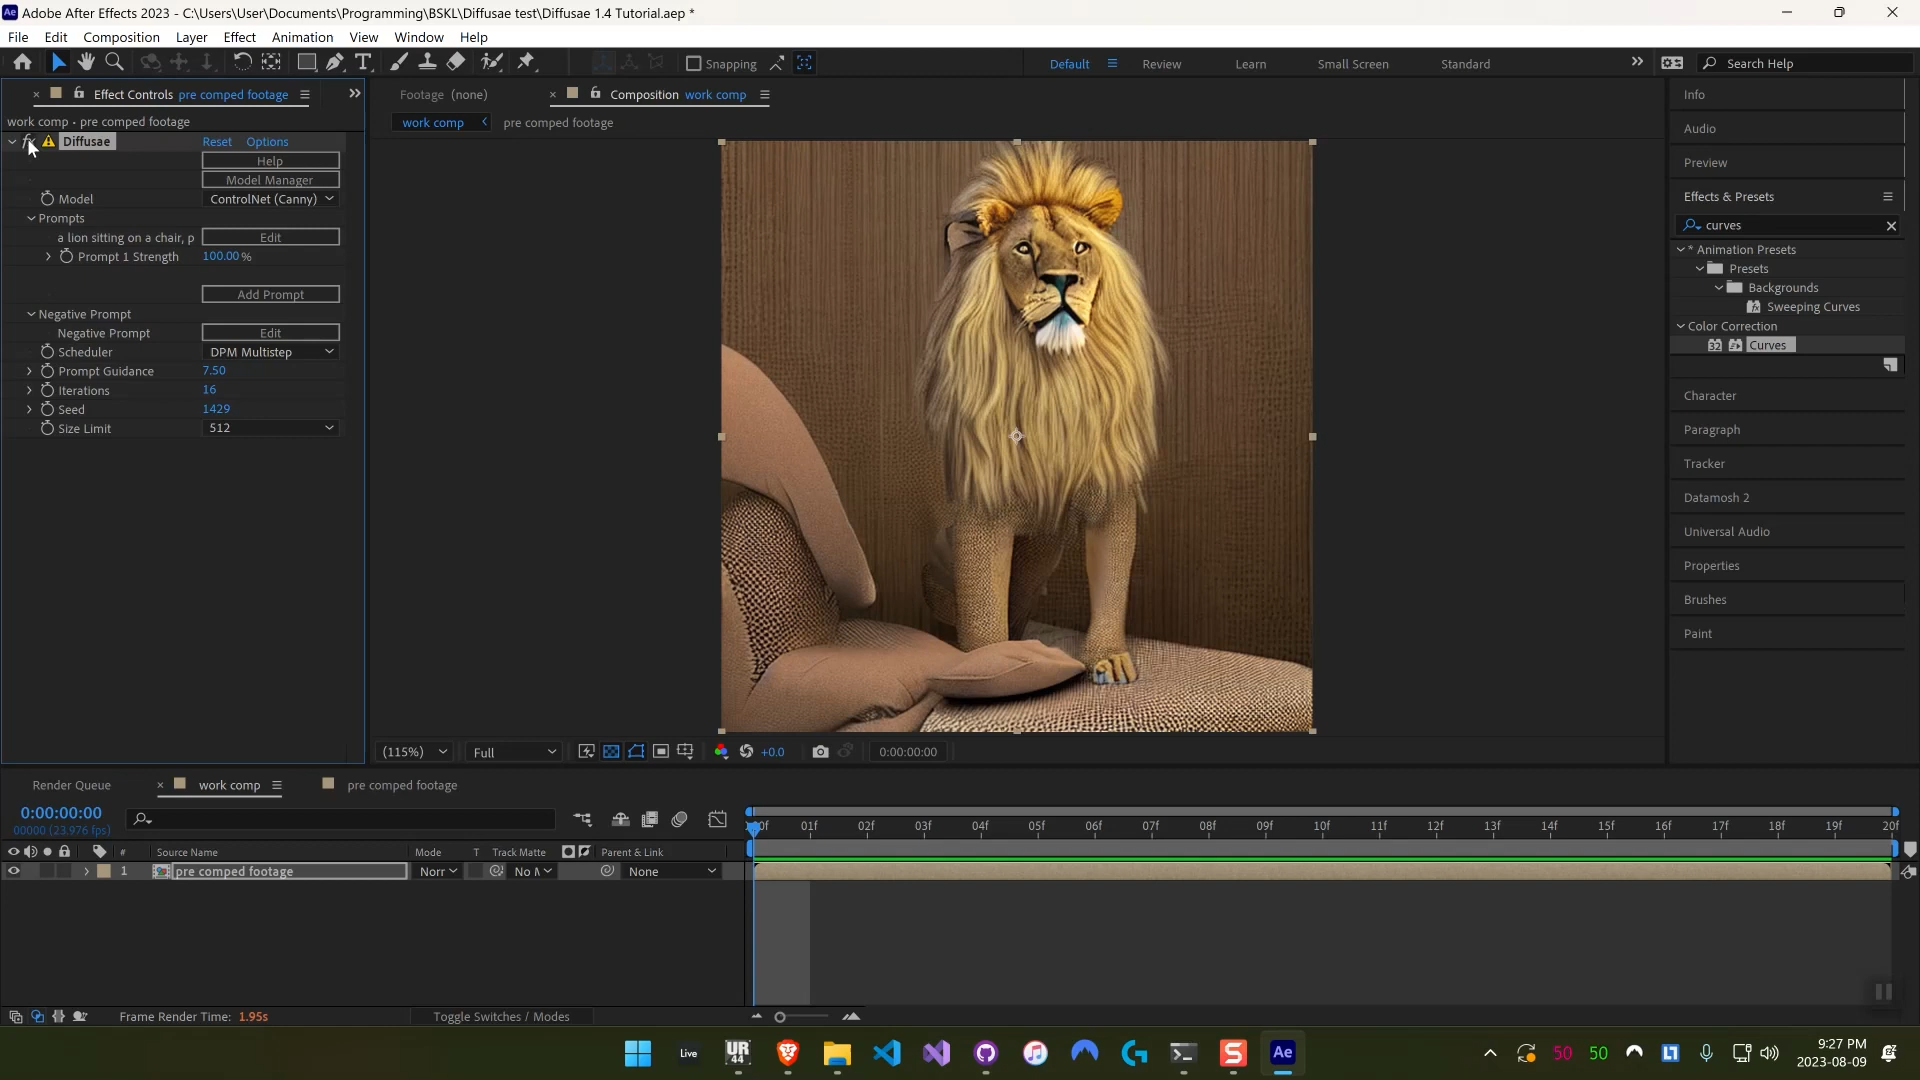 Adobe After Effects 2023 - C:\Users\User\Documents\Programming\BSKL\Diffusae test\Diffusae 1.4 Tutorial.aep *
File Edit Composition Layer Effect Animation View Window Help
Snapping
Default Review Learn Small Screen Standard
Search Help
Effect Controls pre comped footage
Footage (none)
Composition work comp
work comp • pre comped footage
work comp
pre comped footage
Diffusae Reset Options
Help
Model Manager
Model ControlNet (Canny)
Prompts
a lion sitting on a chair, p Edit
Prompt 1 Strength 100.00 %
Add Prompt
Negative Prompt
Negative Prompt Edit
Scheduler DPM Multistep
Prompt Guidance 7.50
Iterations 16
Seed 1429
Size Limit 512
Info
Audio
Preview
Effects & Presets
curves
* Animation Presets
Presets
Backgrounds
Sweeping Curves
Color Correction
32 Curves
Character
Paragraph
Tracker
Datamosh 2
Universal Audio
Properties
Brushes
Paint
(115%) Full +0.0 0:00:00:00
Render Queue work comp pre comped footage
0:00:00:00
00000 (23.976 fps)
00f 01f 02f 03f 04f 05f 06f 07f 08f 09f 10f 11f 12f 13f 14f 15f 16f 17f 18f 19f 20f
# Source Name Mode T Track Matte Parent & Link
1 pre comped footage Norr No M None
Frame Render Time: 1.95s Toggle Switches / Modes
Live UR 44 S Ae
50 50
9:27 PM
2023-08-09